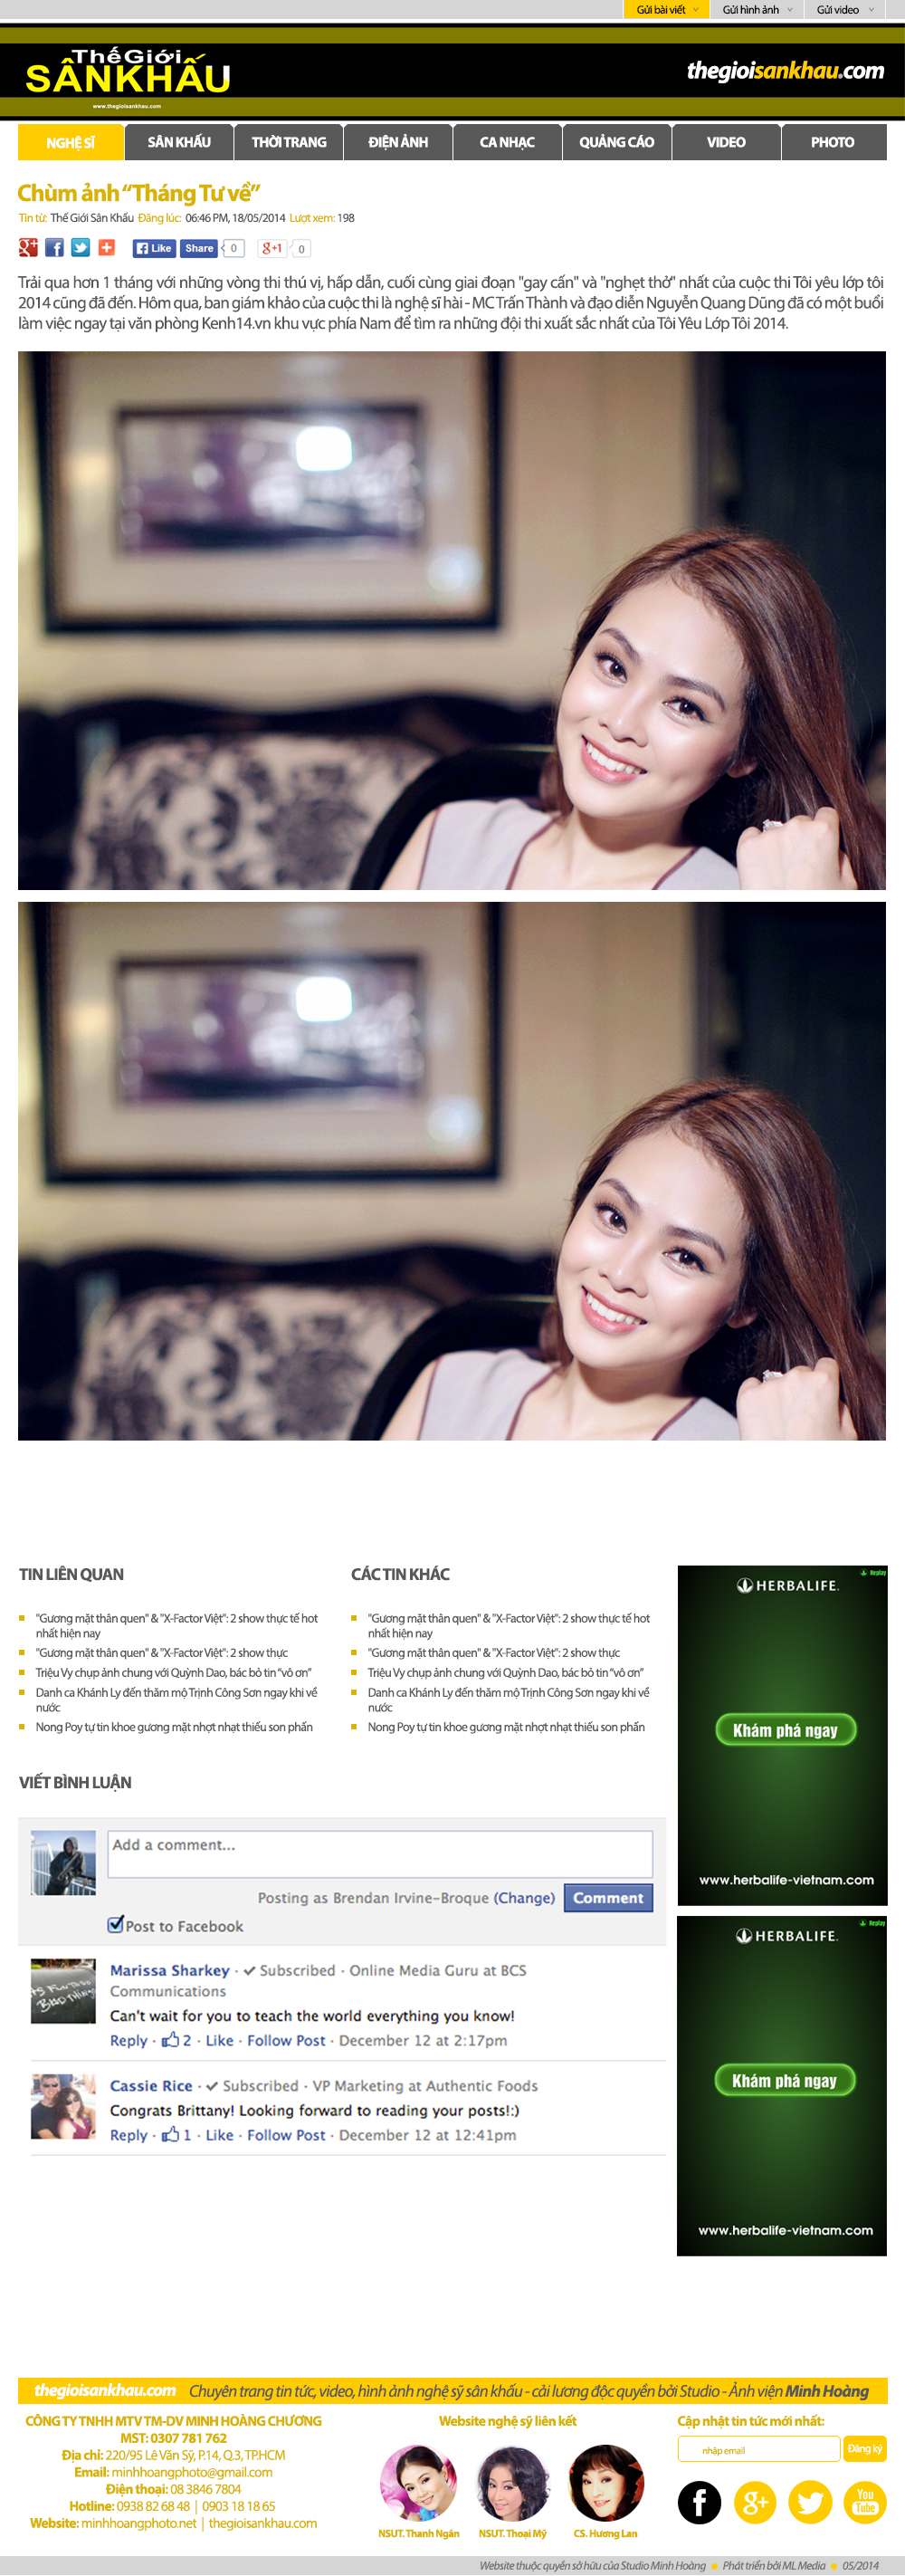 Gửi bài viết
Gửi hình ảnh
Gửi video
Thế Giới
SÂN KHẤU
www.thegioisankhau.com
thegioisankhau.com
NGHỆ SĨ
SÂN KHẤU
THỜI TRANG
ĐIỆN ẢNH
CA NHẠC
QUẢNG CÁO
VIDEO
PHOTO
Chùm ảnh “Tháng Tư về”
Tin từ: Thế Giới Sân Khấu Đăng lúc: 06:46 PM, 18/05/2014 Lượt xem: 198
Like
Share
0
g+1
0
Trải qua hơn 1 tháng với những vòng thi thú vị, hấp dẫn, cuối cùng giai đoạn "gay cấn" và "nghẹt thở" nhất của cuộc thi Tôi yêu lớp tôi
2014 cũng đã đến. Hôm qua, ban giám khảo của cuộc thi là nghệ sĩ hài - MC Trấn Thành và đạo diễn Nguyễn Quang Dũng đã có một buổi
làm việc ngay tại văn phòng Kenh14.vn khu vực phía Nam để tìm ra những đội thi xuất sắc nhất của Tôi Yêu Lớp Tôi 2014.
TIN LIÊN QUAN
"Gương mặt thân quen" & "X-Factor Việt": 2 show thực tế hot
nhất hiện nay
"Gương mặt thân quen" & "X-Factor Việt": 2 show thực
Triệu Vy chụp ảnh chung với Quỳnh Dao, bác bỏ tin “vô ơn”
Danh ca Khánh Ly đến thăm mộ Trịnh Công Sơn ngay khi về
nước
Nong Poy tự tin khoe gương mặt nhợt nhạt thiếu son phấn
CÁC TIN KHÁC
"Gương mặt thân quen" & "X-Factor Việt": 2 show thực tế hot
nhất hiện nay
"Gương mặt thân quen" & "X-Factor Việt": 2 show thực
Triệu Vy chụp ảnh chung với Quỳnh Dao, bác bỏ tin “vô ơn”
Danh ca Khánh Ly đến thăm mộ Trịnh Công Sơn ngay khi về
nước
Nong Poy tự tin khoe gương mặt nhợt nhạt thiếu son phấn
Replay
HERBALIFE.
Khám phá ngay
www.herbalife-vietnam.com
Replay
HERBALIFE.
Khám phá ngay
www.herbalife-vietnam.com
VIẾT BÌNH LUẬN
Add a comment...
Posting as Brendan Irvine-Broque (Change)
Comment
Post to Facebook
Marissa Sharkey · Subscribed · Online Media Guru at BCS
Communications
Can't wait for you to teach the world everything you know!
Reply · 2 · Like · Follow Post · December 12 at 2:17pm
Cassie Rice · Subscribed · VP Marketing at Authentic Foods
Congrats Brittany! Looking forward to reading your posts!:)
Reply · 1 · Like · Follow Post · December 12 at 12:41pm
thegioisankhau.com Chuyên trang tin tức, video, hình ảnh nghệ sỹ sân khấu - cải lương độc quyền bởi Studio - Ảnh viện Minh Hoàng
CÔNG TY TNHH MTV TM-DV MINH HOÀNG CHƯƠNG
MST: 0307 781 762
Địa chỉ: 220/95 Lê Văn Sỹ, P.14, Q.3, TP.HCM
Email: minhhoangphoto@gmail.com
Điện thoại: 08 3846 7804
Hotline: 0938 82 68 48 | 0903 18 18 65
Website: minhhoangphoto.net | thegioisankhau.com
Website nghệ sỹ liên kết
NSUT. Thanh Ngân
NSUT. Thoại Mỹ
CS. Hương Lan
Cập nhật tin tức mới nhất:
nhập email
Đăng ký
You
Tube
Website thuộc quyền sở hữu của Studio Minh Hoàng
Phát triển bởi ML Media
05/2014